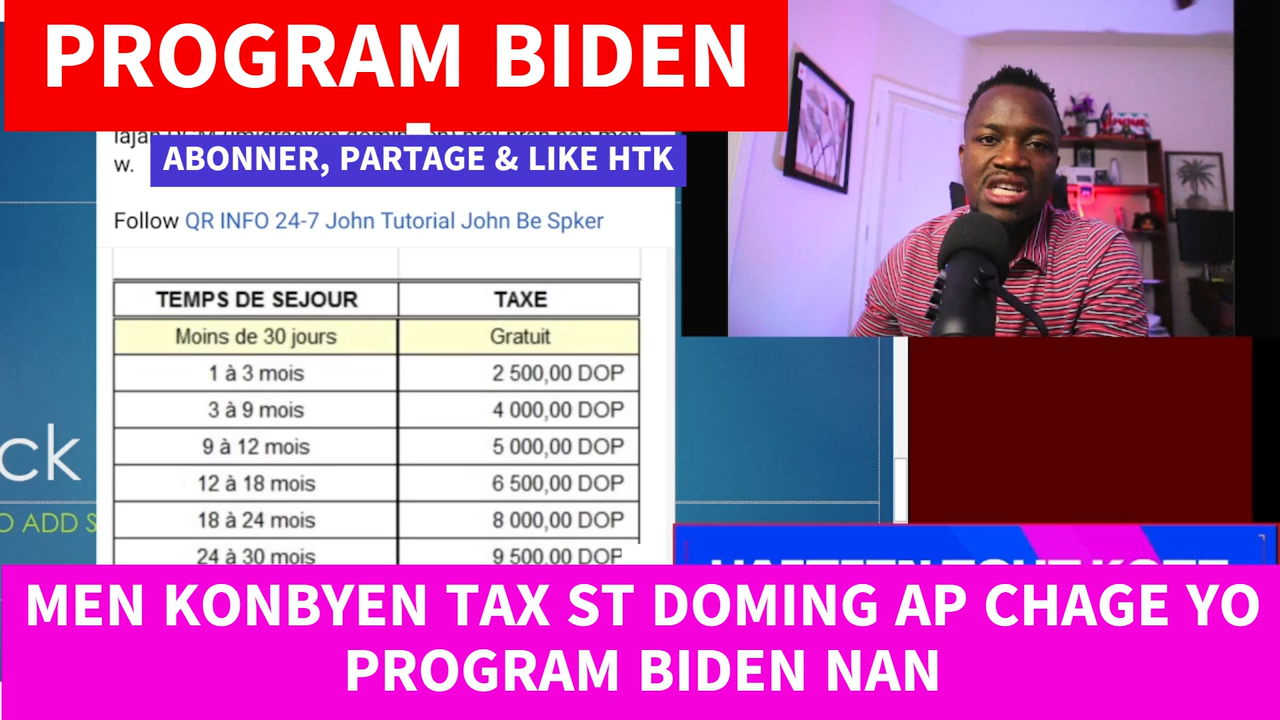 PROGRAM BIDEN
ABONNER, PARTAGE & LIKE HTK
w.
Follow QR INFO 24-7 John Tutorial John Be Spker
TEMPS DE SEJOUR TAXE
Moins de 30 jours Gratuit
1 à 3 mois 2 500,00 DOP
3 à 9 mois 4 000,00 DOP
9 à 12 mois 5 000,00 DOP
12 à 18 mois 6 500,00 DOP
18 à 24 mois 8 000,00 DOP
24 à 30 mois 9 500,00 DOP
ck
O ADD S
MEN KONBYEN TAX ST DOMING AP CHAGE YO
PROGRAM BIDEN NAN